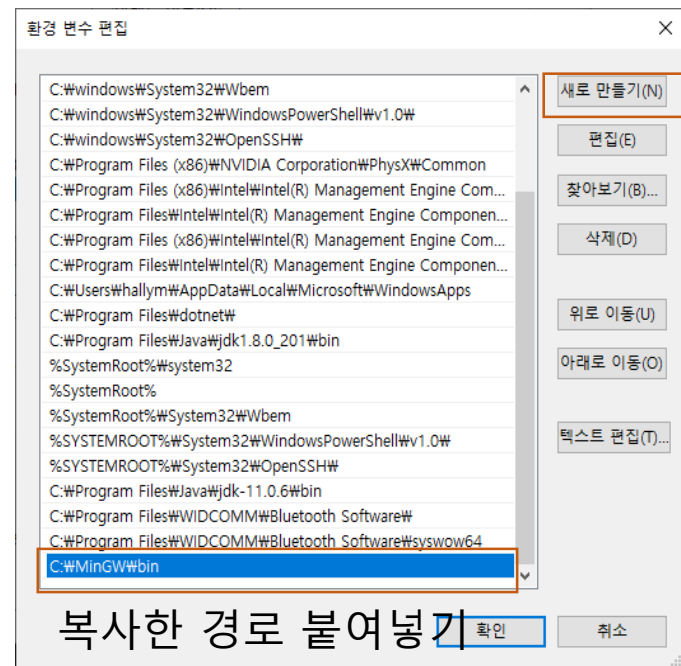 환경 변수 편집
C:₩windows₩System32₩Wbem
C:₩windows₩System32₩WindowsPowerShell₩v1.0₩
C:₩windows₩System32₩OpenSSH₩
C:₩Program Files (x86)₩NVIDIA Corporation₩PhysX₩Common
C:₩Program Files (x86)₩Intel₩Intel(R) Management Engine Com...
C:₩Program Files₩Intel₩Intel(R) Management Engine Componen...
C:₩Program Files (x86)₩Intel₩Intel(R) Management Engine Com...
C:₩Program Files₩Intel₩Intel(R) Management Engine Componen...
C:₩Users₩hallym₩AppData₩Local₩Microsoft₩WindowsApps
C:₩Program Files₩dotnet₩
C:₩Program Files₩Java₩jdk1.8.0_201₩bin
%SystemRoot%₩system32
%SystemRoot%
%SystemRoot%₩System32₩Wbem
%SYSTEMROOT%₩System32₩WindowsPowerShell₩v1.0₩
%SYSTEMROOT%₩System32₩OpenSSH₩
C:₩Program Files₩Java₩jdk-11.0.6₩bin
C:₩Program Files₩WIDCOMM₩Bluetooth Software₩
C:₩Program Files₩WIDCOMM₩Bluetooth Software₩syswow64
C:₩MinGW₩bin
새로 만들기(N)
편집(E)
찾아보기(B)...
삭제(D)
위로 이동(U)
아래로 이동(O)
텍스트 편집(T)...
복사한 경로 붙여넣기
확인
취소